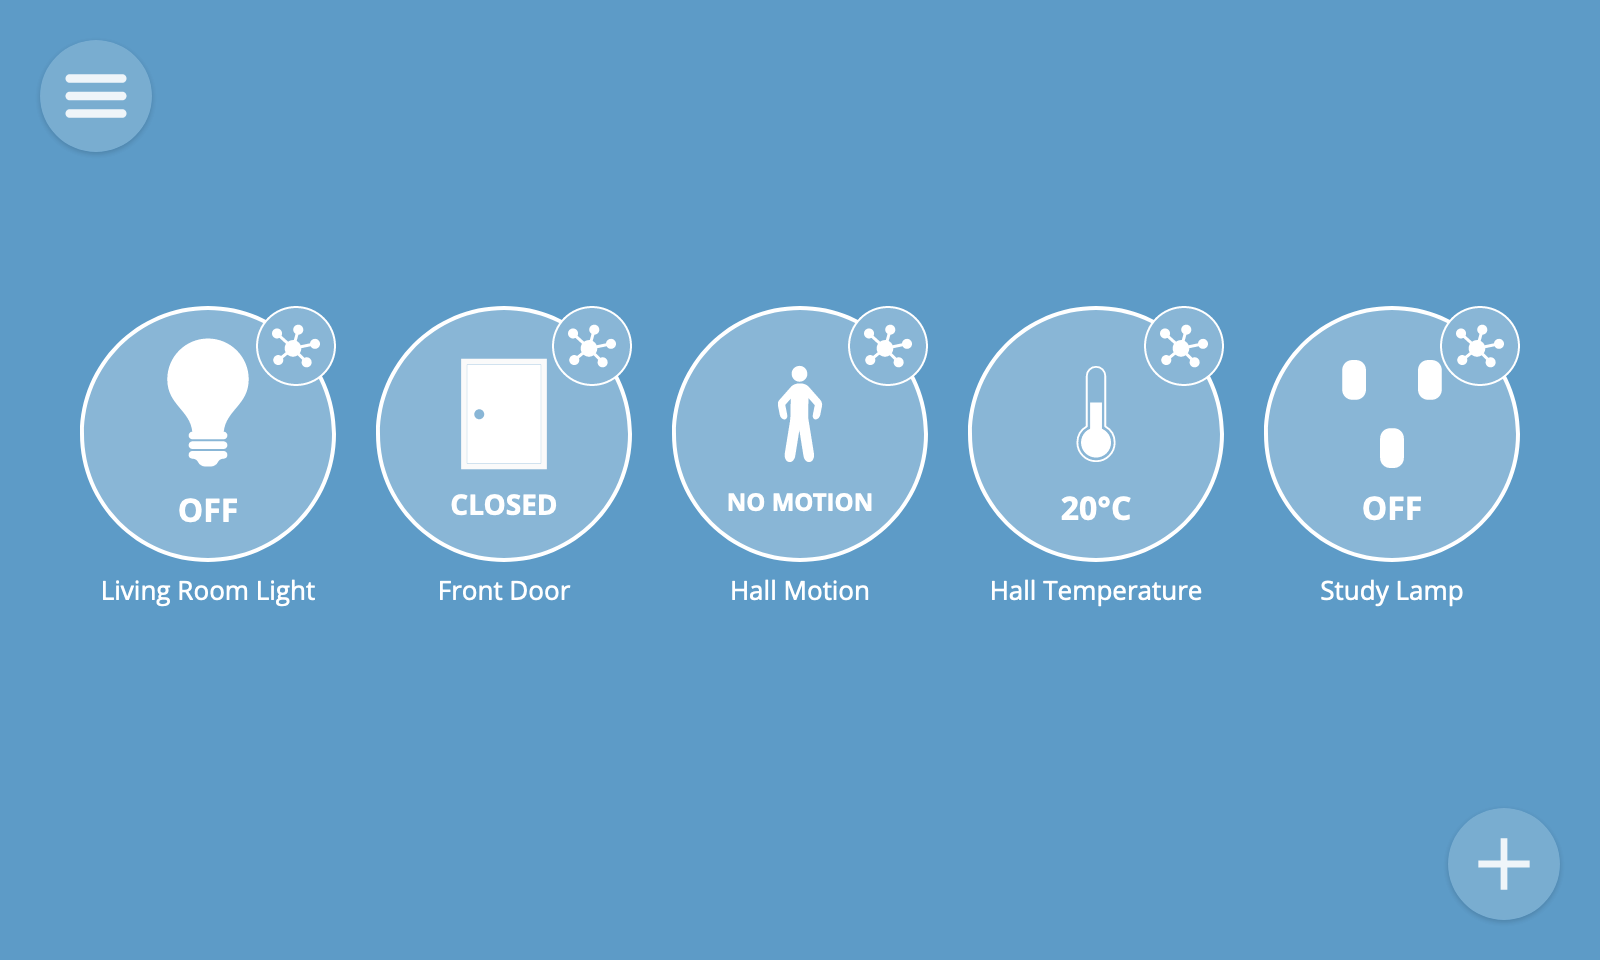 OFF
CLOSED
NO MOTION
20°C
OFF
Living Room Light
Front Door
Hall Motion
Hall Temperature
Study Lamp